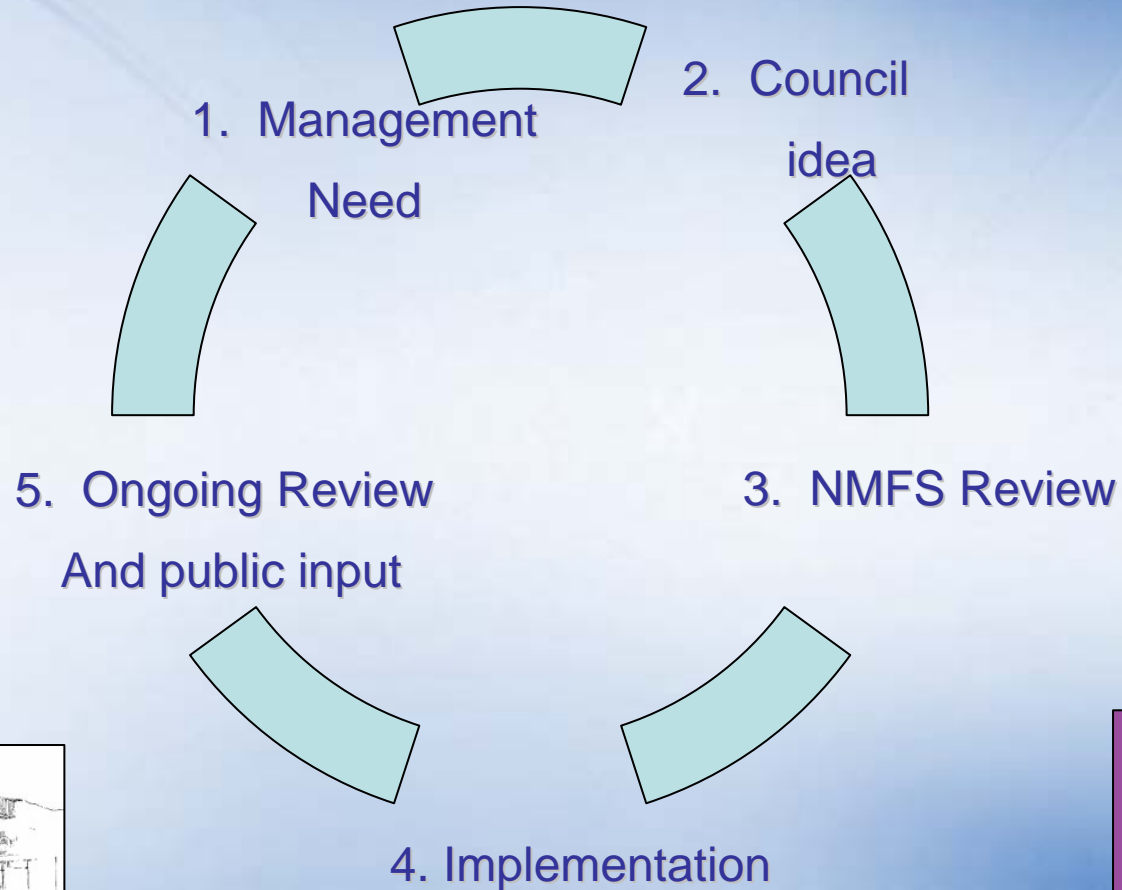 1. Management
Need
2. Council
idea
3. NMFS Review
4. Implementation
5. Ongoing Review
And public input